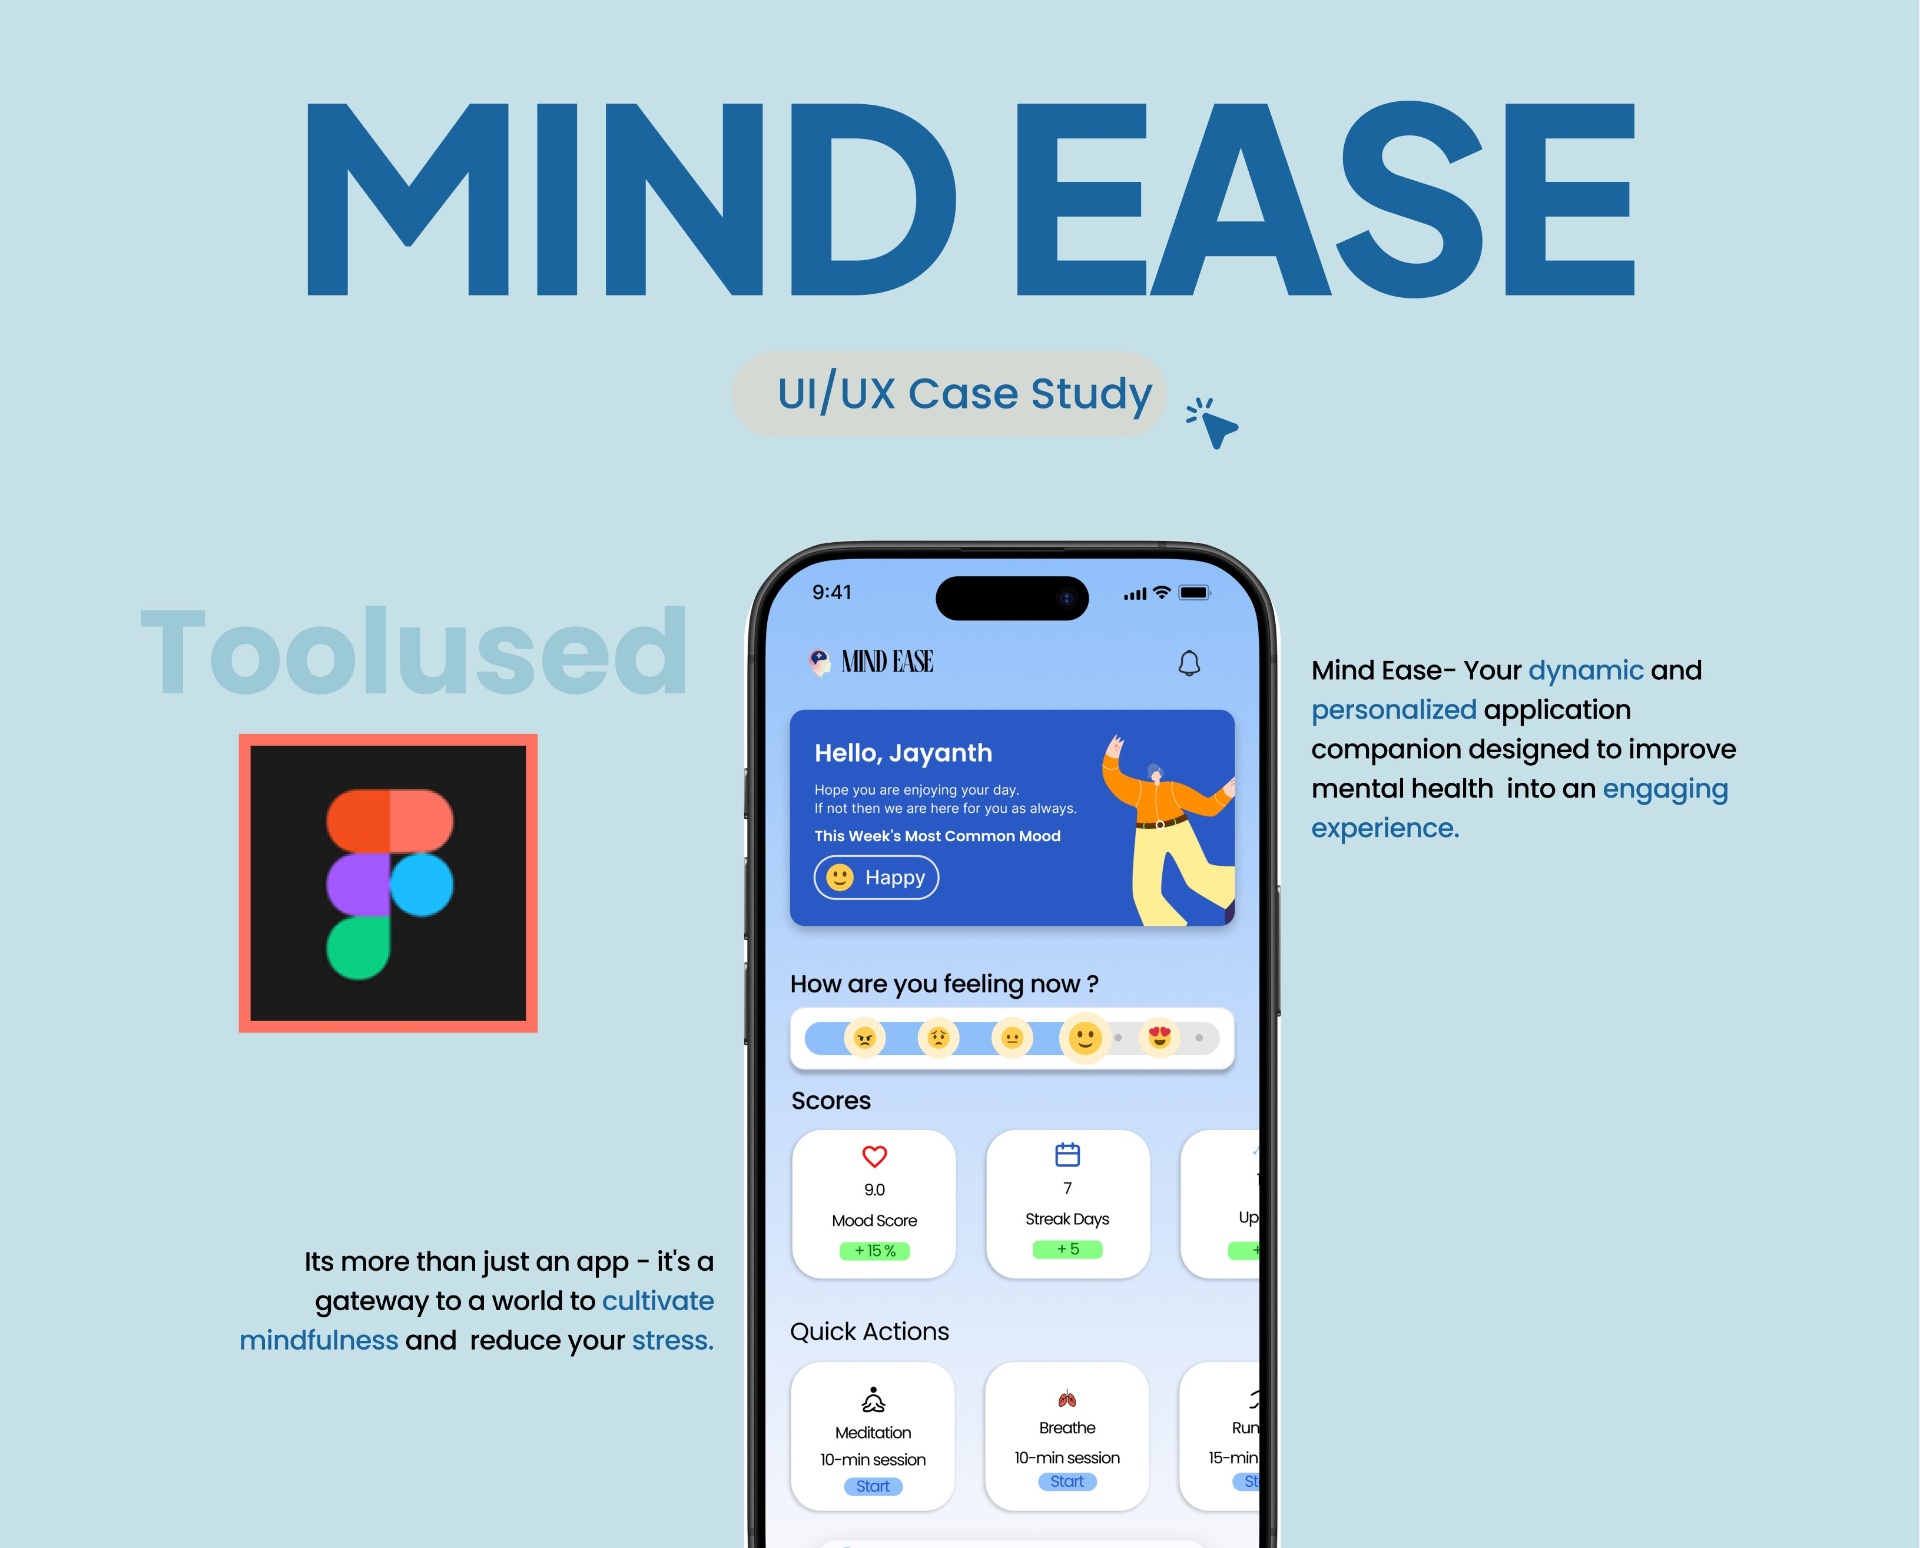 MIND EASE
UI/UX Case Study
Toolused
9:41
MIND EASE
Hello, Jayanth
Hope you are enjoying your day.
If not then we are here for you as always.
This Week's Most Common Mood
Happy
Mind Ease- Your dynamic and
personalized application
companion designed to improve
mental health  into an engaging
experience.
How are you feeling now ?
Scores
9.0
Mood Score
+ 15 %
7
Streak Days
+ 5
Up
+
Its more than just an app - it's a
gateway to a world to cultivate
mindfulness and  reduce your stress.
Quick Actions
Meditation
10-min session
Start
Breathe
10-min session
Start
Run
15-min
St